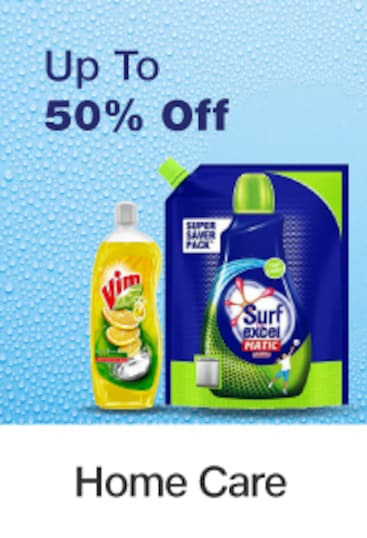 Up To
50% Off
Vim
SUPER
SAVER
PACK
Surf
excel
MATIC
Home Care